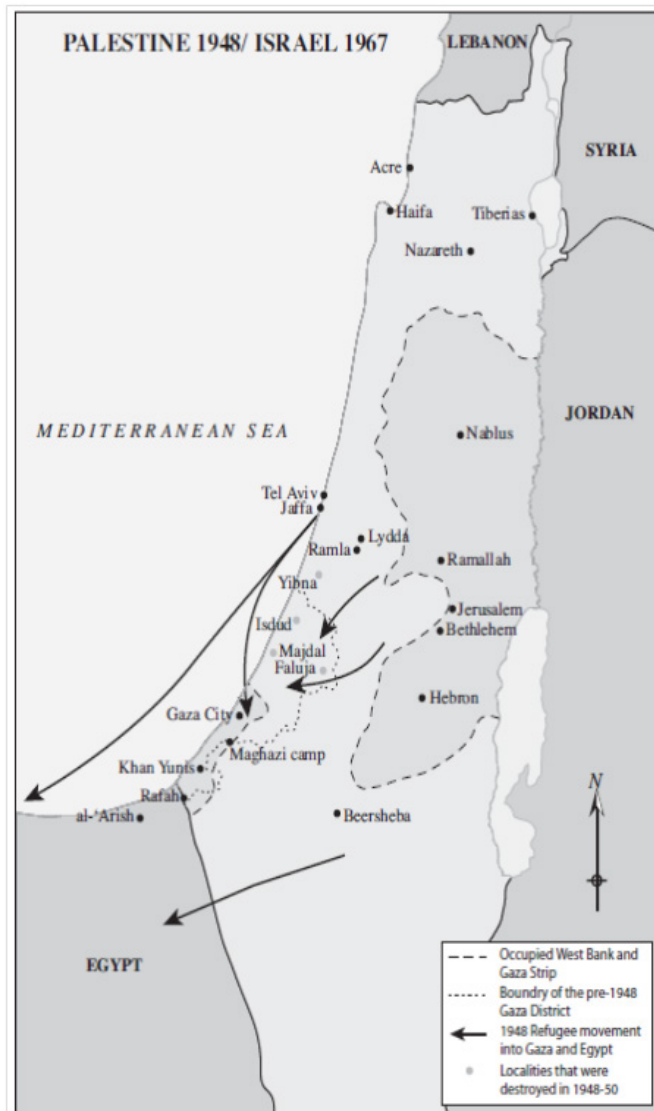 PALESTINE 1948/ ISRAEL 1967
LEBANON
SYRIA
Acre
Haifa
Tiberias
Nazareth
JORDAN
MEDITERRANEAN SEA
Nablus
Tel Aviv
Jaffa
Lydda
Ramla
Ramallah
Yibna
Jerusalem
Isdud
Bethlehem
Majdal
Faluja
Hebron
Gaza City
Maghazi camp
Khan Yunis
Rafah
al-'Arish
Beersheba
N
EGYPT
Occupied West Bank and
Gaza Strip
Boundry of the pre-1948
Gaza District
1948 Refugee movement
into Gaza and Egypt
Localities that were
destroyed in 1948-50